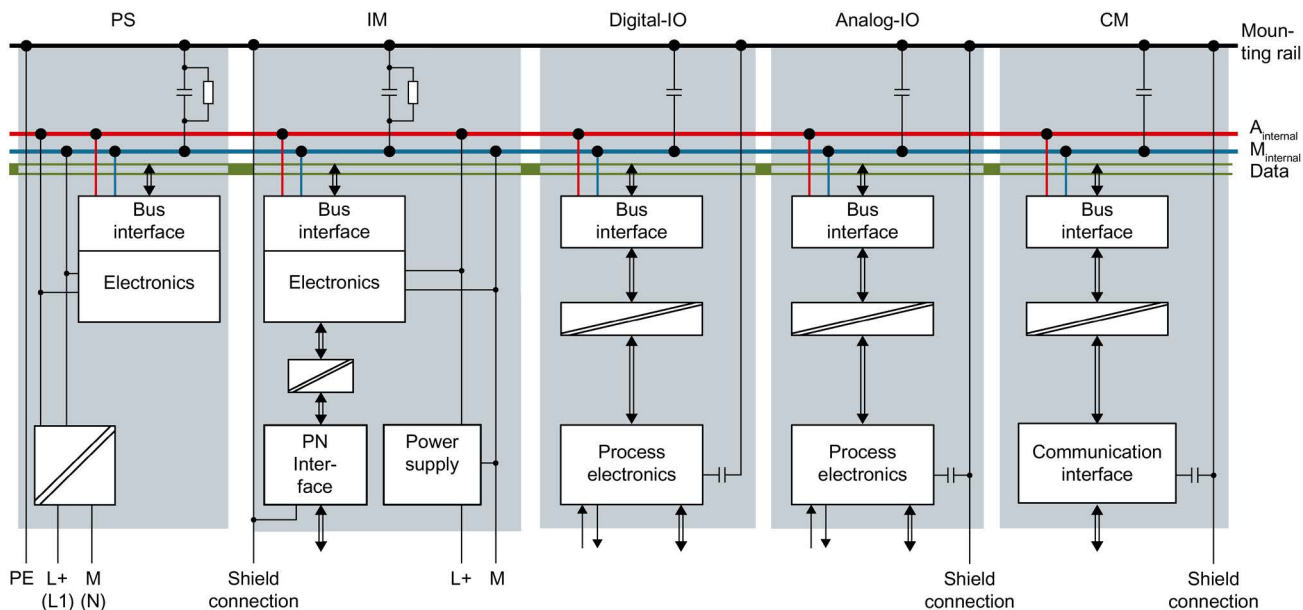 PS
IM
Digital-IO
Analog-IO
CM
Moun-
ting rail
A internal
M internal
Data
Bus
interface
Electronics
Bus
interface
Electronics
Bus
interface
Bus
interface
Bus
interface
PN
Inter-
face
Power
supply
Process
electronics
Process
electronics
Communication
interface
PE
L+
(L1)
M
(N)
Shield
connection
L+
M
Shield
connection
Shield
connection